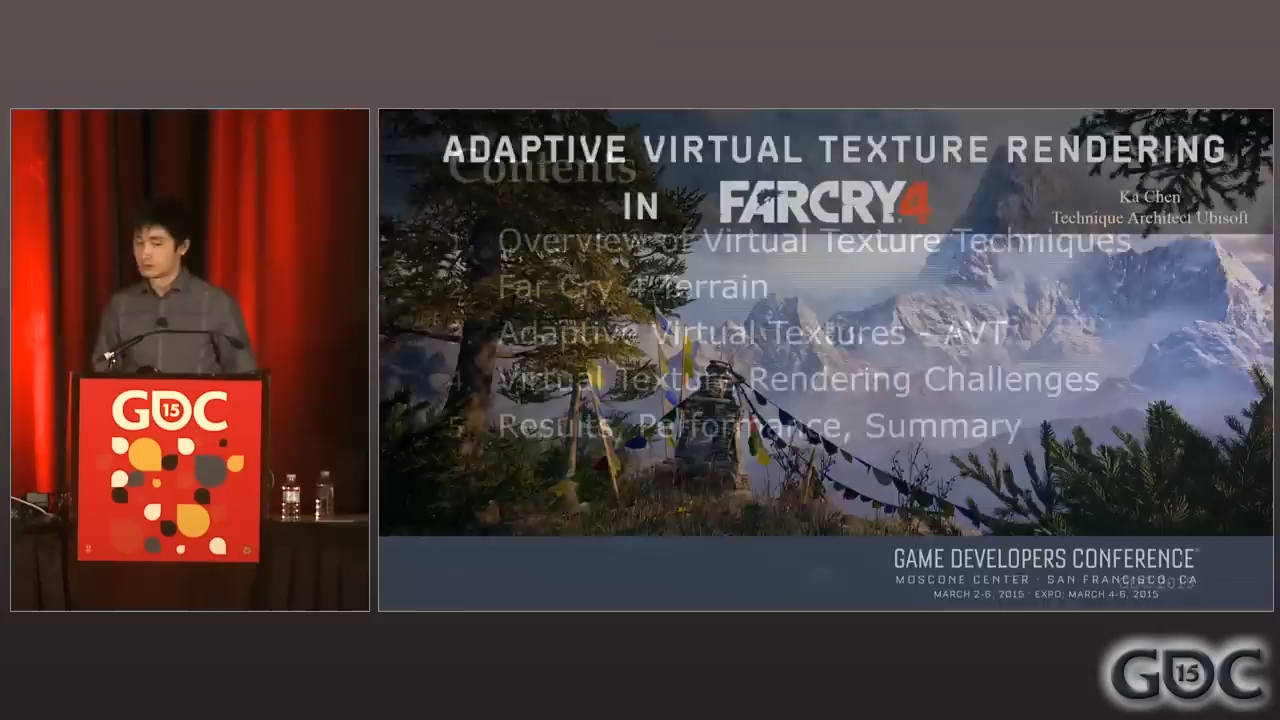 ADAPTIVE VIRTUAL TEXTURE RENDERING
Contents
IN FARCRY4
Ka Chen
Technique Architect Ubisoft
Overview of Virtual Texture Techniques
Far Cry 4 Terrain
Adaptive Virtual Textures - AVT
Virtual Texture Rendering Challenges
5. Results, Performance, Summary
GDC 15
GAME DEVELOPERS CONFERENCE
MOSCONE CENTER · SAN FRANCISCO, CA
GDC 2015
MARCH 2-6, 2015 · EXPO: MARCH 4-6, 2015
GDC 15